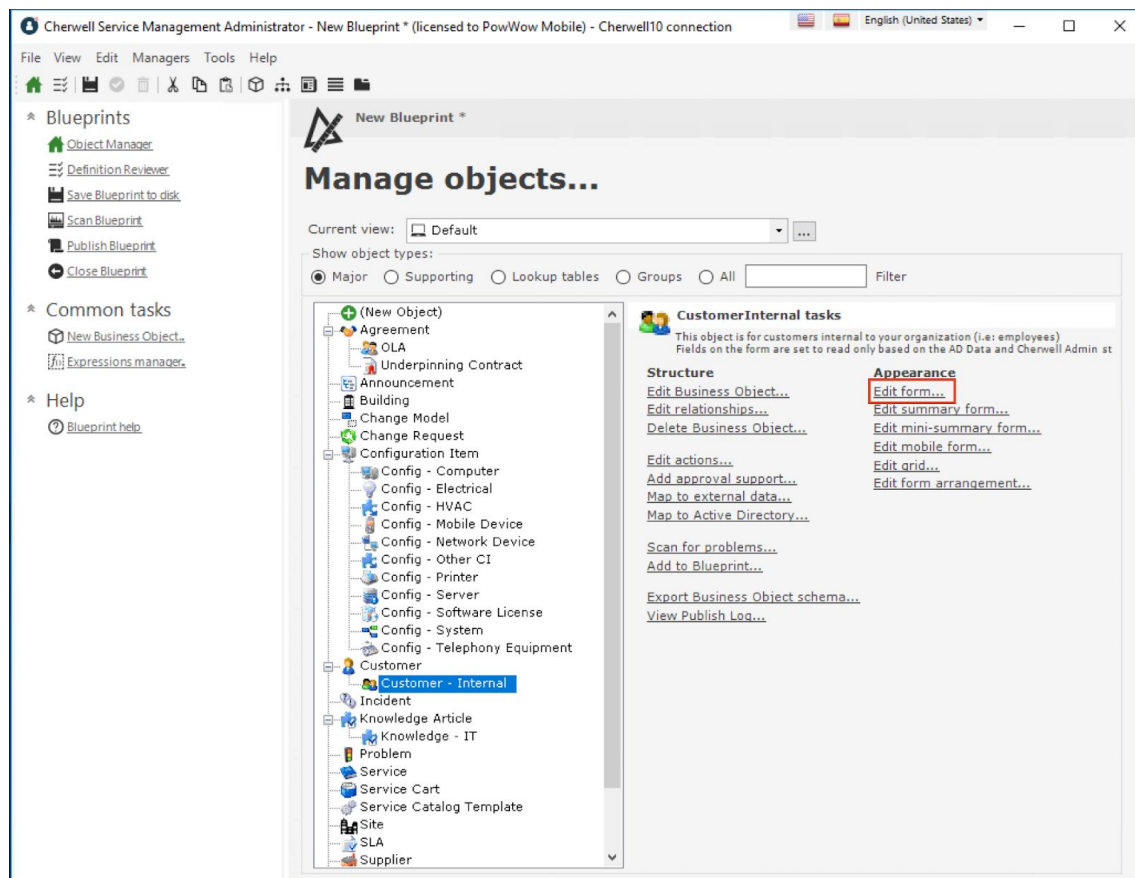 Cherwell Service Management Administrator - New Blueprint * (licensed to PowWow Mobile) - Cherwell10 connection
English (United States)
File View Edit Managers Tools Help
Blueprints
Object Manager
Definition Reviewer
Save Blueprint to disk
Scan Blueprint
Publish Blueprint
Close Blueprint
Common tasks
New Business Object..
Expressions manager..
Help
Blueprint help
New Blueprint *
Manage objects...
Current view: Default ...
Show object types:
Major Supporting Lookup tables Groups All Filter
(New Object)
Agreement
OLA
Underpinning Contract
Announcement
Building
Change Model
Change Request
Configuration Item
Config - Computer
Config - Electrical
Config - HVAC
Config - Mobile Device
Config - Network Device
Config - Other CI
Config - Printer
Config - Server
Config - Software License
Config - System
Config - Telephony Equipment
Customer
Customer - Internal
Incident
Knowledge Article
Knowledge - IT
Problem
Service
Service Cart
Service Catalog Template
Site
SLA
Supplier
CustomerInternal tasks
This object is for customers internal to your organization (i.e: employees)
Fields on the form are set to read only based on the AD Data and Cherwell Admin st
Structure
Edit Business Object...
Edit relationships...
Delete Business Object...
Edit actions...
Add approval support...
Map to external data...
Map to Active Directory...
Scan for problems...
Add to Blueprint...
Export Business Object schema...
View Publish Log...
Appearance
Edit form...
Edit summary form...
Edit mini-summary form...
Edit mobile form...
Edit grid...
Edit form arrangement...